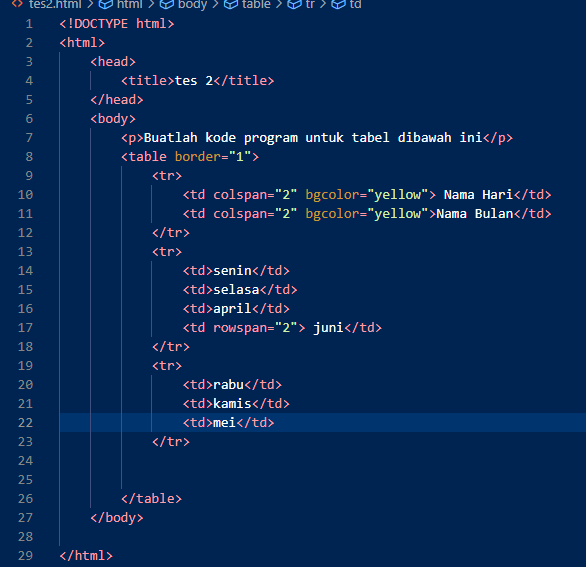 tes2.html > html > body > table > tr > td
1 <!DOCTYPE html>
2 <html>
3 <head>
4 <title>tes 2</title>
5 </head>
6 <body>
7 <p>Buatlah kode program untuk tabel dibawah ini</p>
8 <table border="1">
9 <tr>
10 <td colspan="2" bgcolor="yellow"> Nama Hari</td>
11 <td colspan="2" bgcolor="yellow">Nama Bulan</td>
12 </tr>
13 <tr>
14 <td>senin</td>
15 <td>selasa</td>
16 <td>april</td>
17 <td rowspan="2"> juni</td>
18 </tr>
19 <tr>
20 <td>rabu</td>
21 <td>kamis</td>
22 <td>mei</td>
23 </tr>
24
25
26 </table>
27 </body>
28
29 </html>